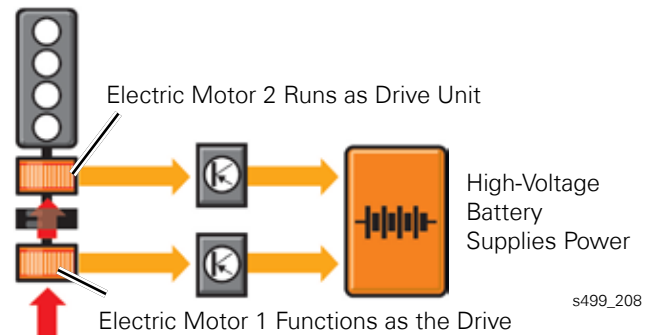 Electric Motor 2 Runs as Drive Unit
High-Voltage
Battery
Supplies Power
s499_208
Electric Motor 1 Functions as the Drive